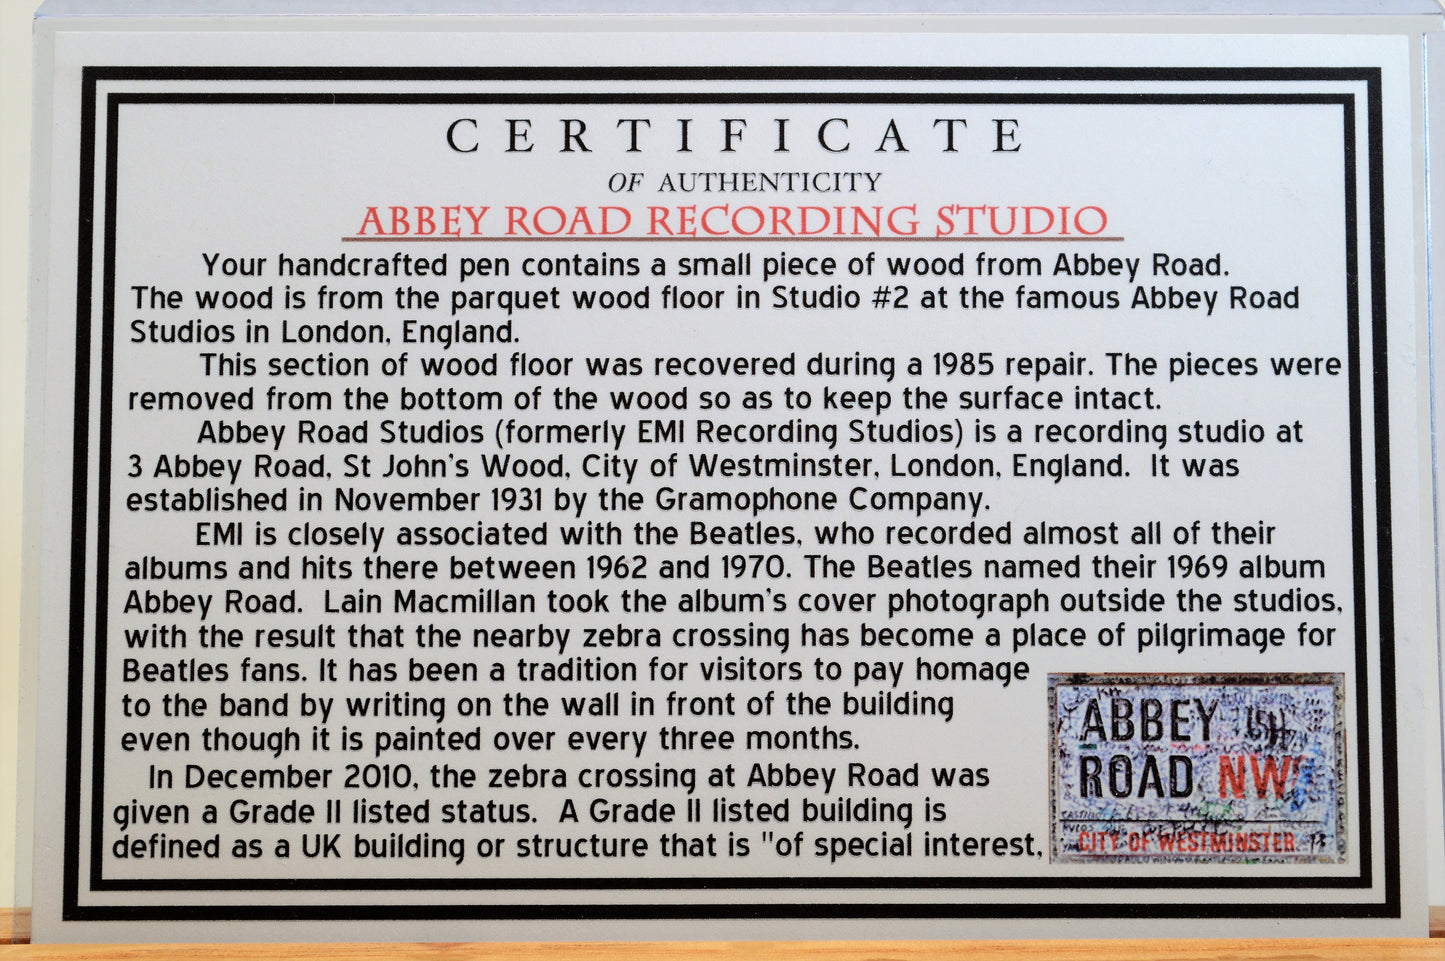 CERTIFICATE
OF AUTHENTICITY
ABBEY ROAD RECORDING STUDIO
Your handcrafted pen contains a small piece of wood from Abbey Road.
The wood is from the parquet wood floor in Studio #2 at the famous Abbey Road
Studios in London, England.
This section of wood floor was recovered during a 1985 repair. The pieces were
removed from the bottom of the wood so as to keep the surface intact.
Abbey Road Studios (formerly EMI Recording Studios) is a recording studio at
3 Abbey Road, St John's Wood, City of Westminster, London, England. It was
established in November 1931 by the Gramophone Company.
EMI is closely associated with the Beatles, who recorded almost all of their
albums and hits there between 1962 and 1970. The Beatles named their 1969 album
Abbey Road. Lain Macmillan took the album's cover photograph outside the studios,
with the result that the nearby zebra crossing has become a place of pilgrimage for
Beatles fans. It has been a tradition for visitors to pay homage
to the band by writing on the wall in front of the building
even though it is painted over every three months.
In December 2010, the zebra crossing at Abbey Road was
given a Grade II listed status. A Grade II listed building is
defined as a UK building or structure that is "of special interest,
ABBEY
ROAD NW
CITY OF WESTMINSTER